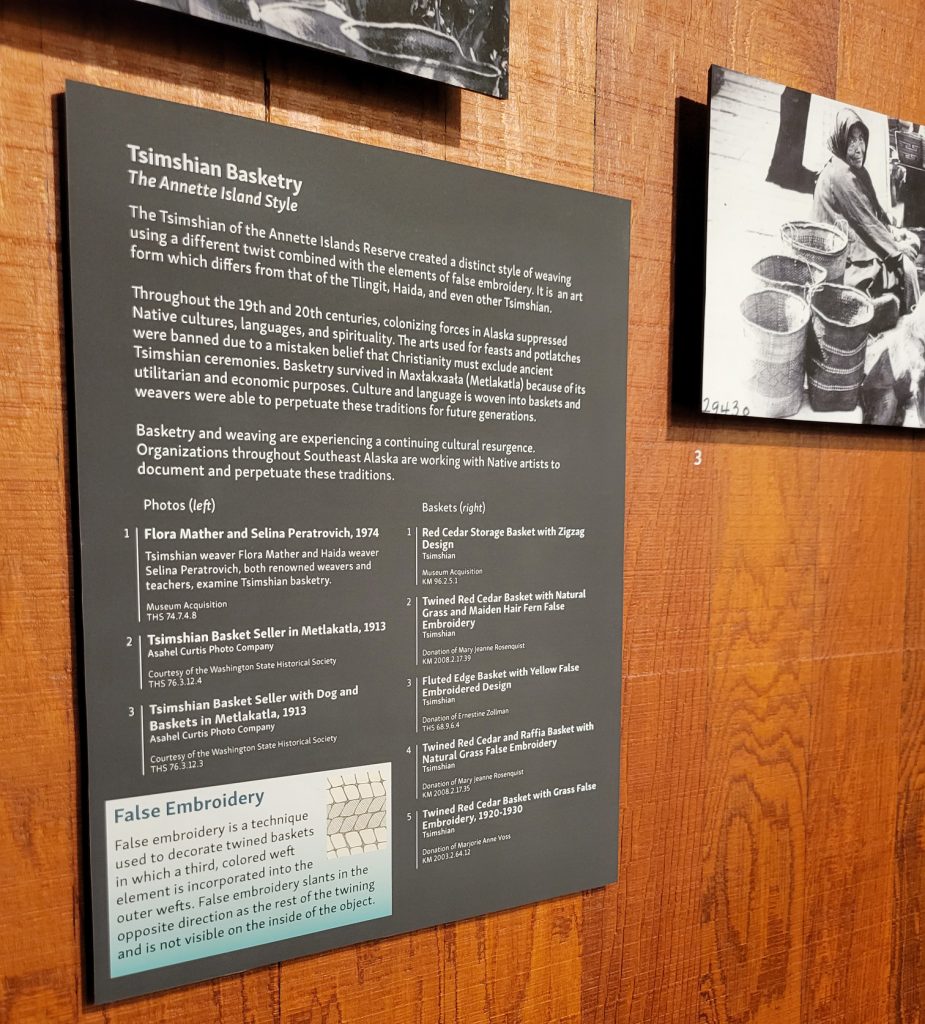 Tsimshian Basketry
The Annette Island Style
The Tsimshian of the Annette Islands Reserve created a distinct style of weaving
using a different twist combined with the elements of false embroidery. It is an art
form which differs from that of the Tlingit, Haida, and even other Tsimshian.
Throughout the 19th and 20th centuries, colonizing forces in Alaska suppressed
Native cultures, languages, and spirituality. The arts used for feasts and potlatches
were banned due to a mistaken belief that Christianity must exclude ancient
Tsimshian ceremonies. Basketry survived in Maxłakxaała (Metlakatla) because of its
utilitarian and economic purposes. Culture and language is woven into baskets and
weavers were able to perpetuate these traditions for future generations.
Basketry and weaving are experiencing a continuing cultural resurgence.
Organizations throughout Southeast Alaska are working with Native artists to
document and perpetuate these traditions.
Photos (left)
1 Flora Mather and Selina Peratrovich, 1974
Tsimshian weaver Flora Mather and Haida weaver
Selina Peratrovich, both renowned weavers and
teachers, examine Tsimshian basketry.
Museum Acquisition
THS 74.7.4.8
2 Tsimshian Basket Seller in Metlakatla, 1913
Asahel Curtis Photo Company
Courtesy of the Washington State Historical Society
THS 76.3.12.4
3 Tsimshian Basket Seller with Dog and
Baskets in Metlakatla, 1913
Asahel Curtis Photo Company
Courtesy of the Washington State Historical Society
THS 76.3.12.3
Baskets (right)
1 Red Cedar Storage Basket with Zigzag
Design
Tsimshian
Museum Acquisition
KM 96.2.5.1
2 Twined Red Cedar Basket with Natural
Grass and Maiden Hair Fern False
Embroidery
Tsimshian
Donation of Mary Jeanne Rosenquist
KM 2008.2.17.39
3 Fluted Edge Basket with Yellow False
Embroidered Design
Tsimshian
Donation of Ernestine Zollman
THS 68.9.6.4
4 Twined Red Cedar and Raffia Basket with
Natural Grass False Embroidery
Tsimshian
Donation of Mary Jeanne Rosenquist
KM 2008.2.17.35
5 Twined Red Cedar Basket with Grass False
Embroidery, 1920-1930
Tsimshian
Donation of Marjorie Anne Voss
KM 2003.2.64.12
False Embroidery
False embroidery is a technique
used to decorate twined baskets
in which a third, colored weft
element is incorporated into the
outer wefts. False embroidery slants in the
opposite direction as the rest of the twining
and is not visible on the inside of the object.
29430
3